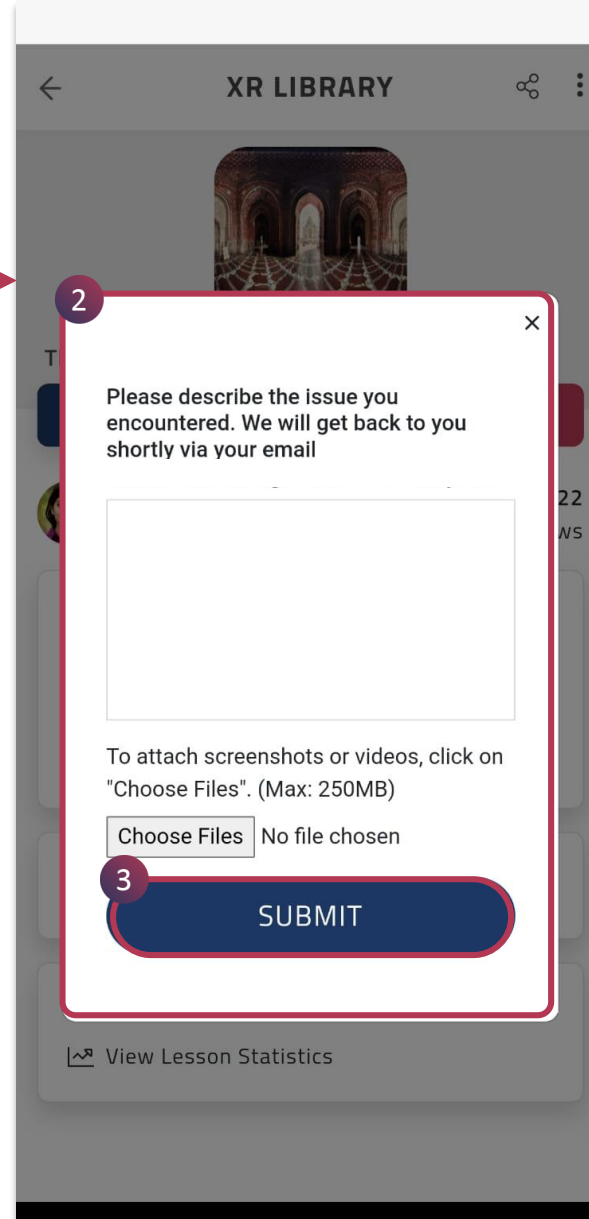 XR LIBRARY
2
T
Please describe the issue you
encountered. We will get back to you
shortly via your email
22
ws
To attach screenshots or videos, click on
"Choose Files". (Max: 250MB)
Choose Files No file chosen
3
SUBMIT
View Lesson Statistics